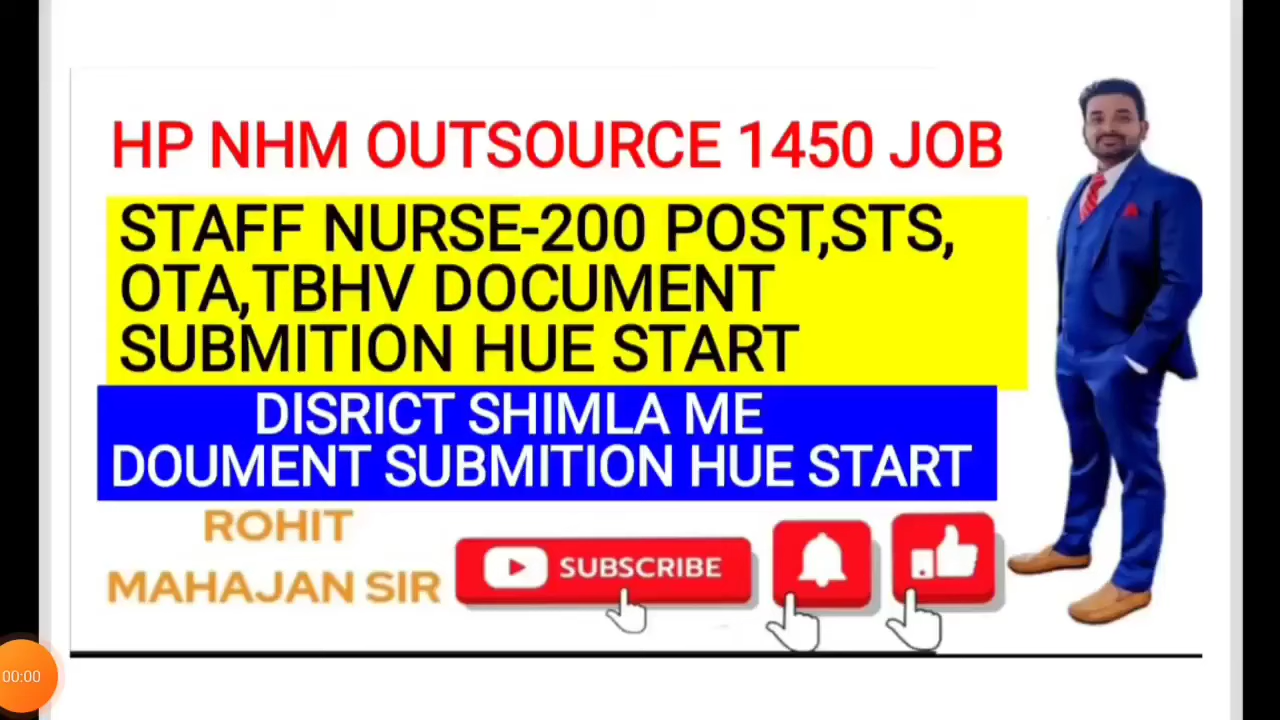 HP NHM OUTSOURCE 1450 JOB
STAFF NURSE-200 POST,STS,
OTA,TBHV DOCUMENT
SUBMITION HUE START
DISRICT SHIMLA ME
DOUMENT SUBMITION HUE START
ROHIT
MAHAJAN SIR
SUBSCRIBE
00:00